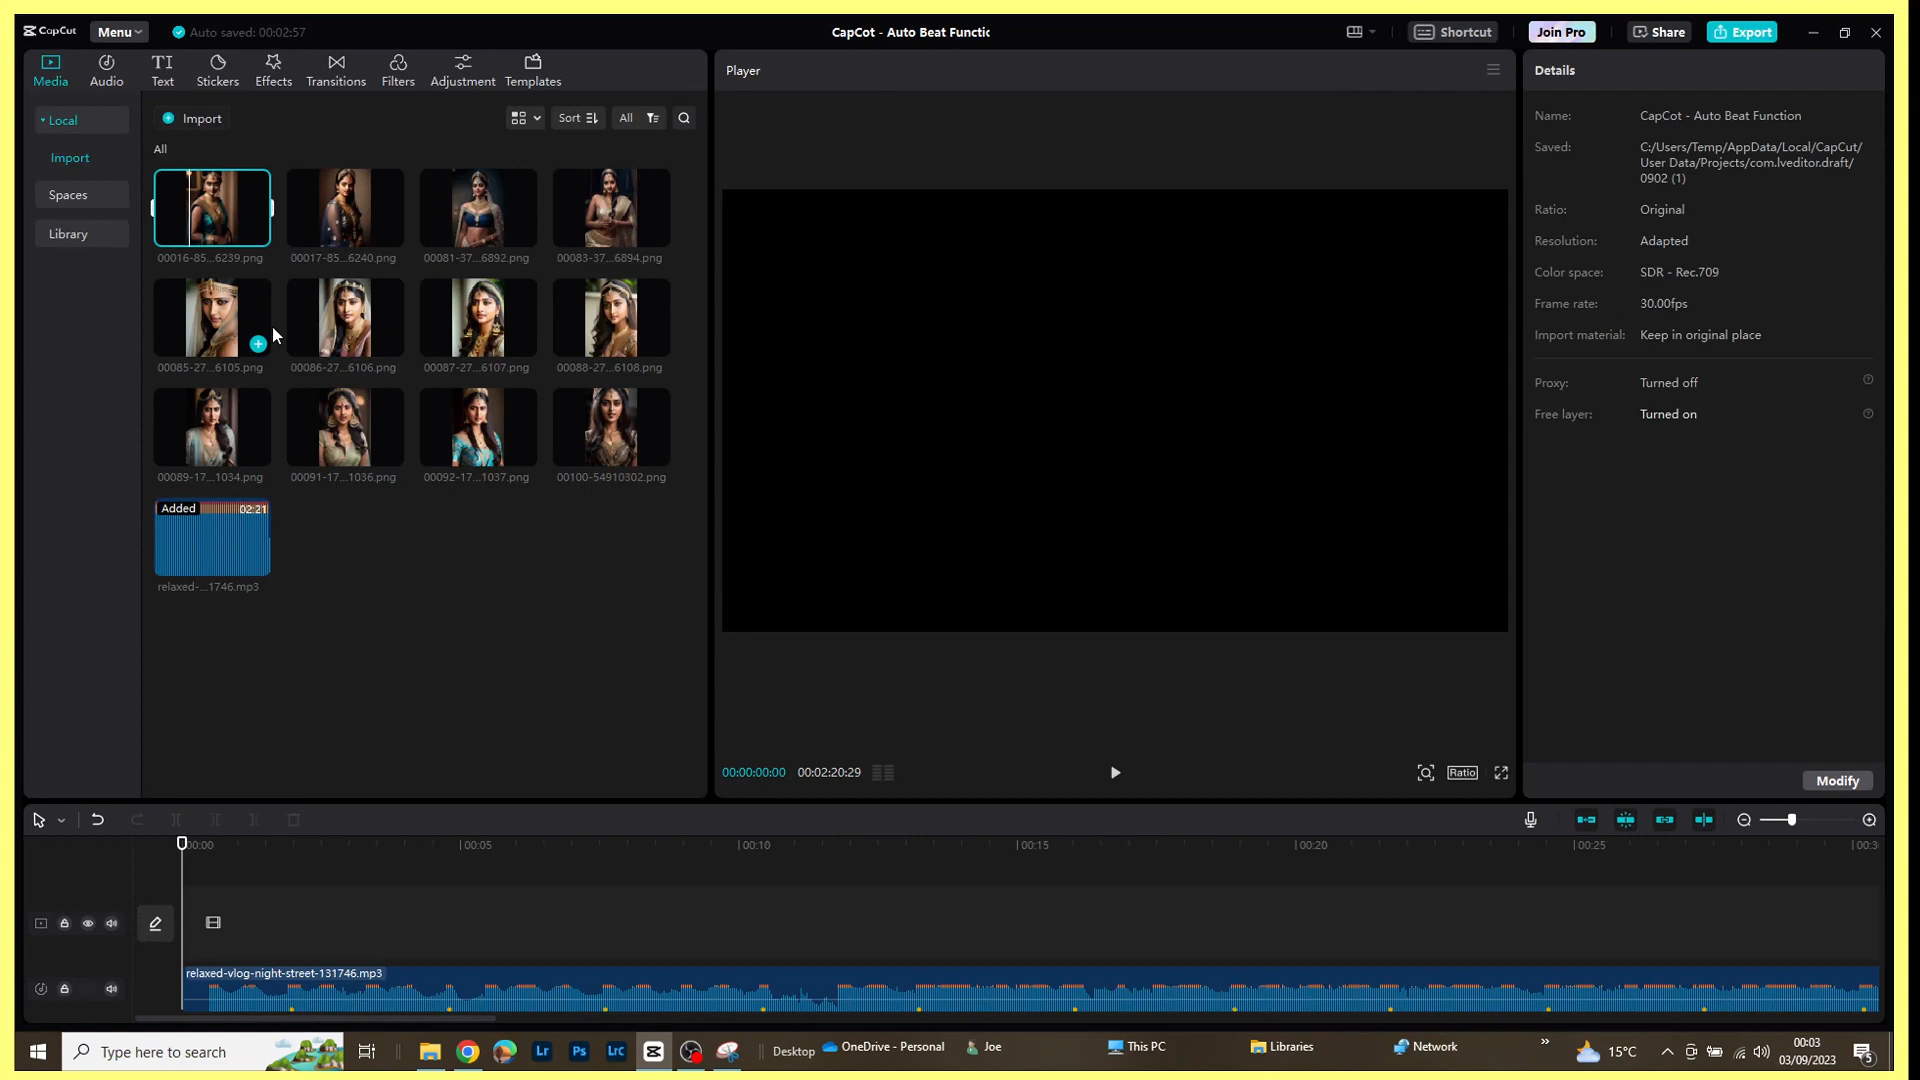 CapCut
Menu
Auto saved: 00:02:57
CapCot - Auto Beat Functic
Shortcut
Join Pro
Share
Export
Media
Audio
Text
Stickers
Effects
Transitions
Filters
Adjustment
Templates
Player
Details
Local
Import
Spaces
Library
Import
Sort
All
All
00016-85...6239.png
00017-85...6240.png
00081-37...6892.png
00083-37...6894.png
00085-27...6105.png
00086-27...6106.png
00087-27...6107.png
00088-27...6108.png
00089-17...1034.png
00091-17...1036.png
00092-17...1037.png
00100-54910302.png
Added
02:21
relaxed-...1746.mp3
Name: CapCot - Auto Beat Function
Saved: C:/Users/Temp/AppData/Local/CapCut/
User Data/Projects/com.lveditor.draft/
0902 (1)
Ratio: Original
Resolution: Adapted
Color space: SDR - Rec.709
Frame rate: 30.00fps
Import material: Keep in original place
Proxy: Turned off
Free layer: Turned on
Modify
00:00:00:00
00:02:20:29
Ratio
00:00
00:05
00:10
00:15
00:20
00:25
00:3
relaxed-vlog-night-street-131746.mp3
Type here to search
Lr
Ps
LrC
Desktop
OneDrive - Personal
Joe
This PC
Libraries
Network
»
15°C
00:03
03/09/2023
5